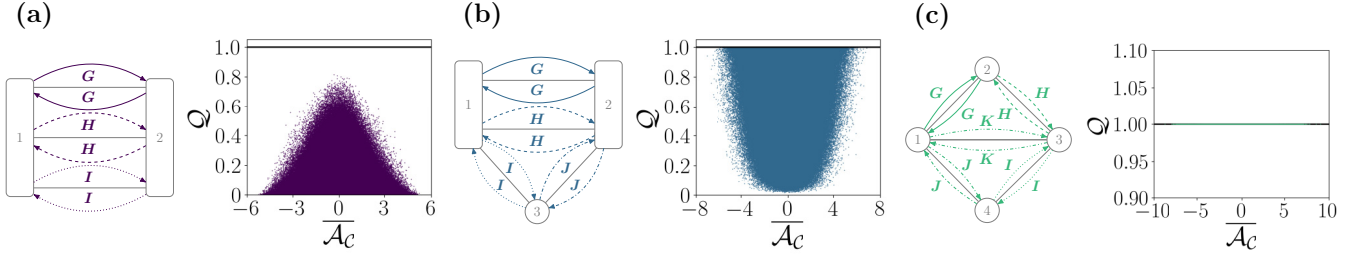 (a)
1
2
G
G
H
H
I
I
Q
1.0
0.8
0.6
0.4
0.2
0
−6
−3
0
3
6
𝒜_𝒞
(b)
1
2
3
G
G
H
H
I
I
J
J
Q
1.0
0.8
0.6
0.4
0.2
0
−8
−4
0
4
8
𝒜_𝒞
(c)
2
G
H
G
K
H
1
3
K
J
J
I
I
4
Q
1.10
1.05
1.00
0.95
0.90
−10
−5
0
5
10
𝒜_𝒞